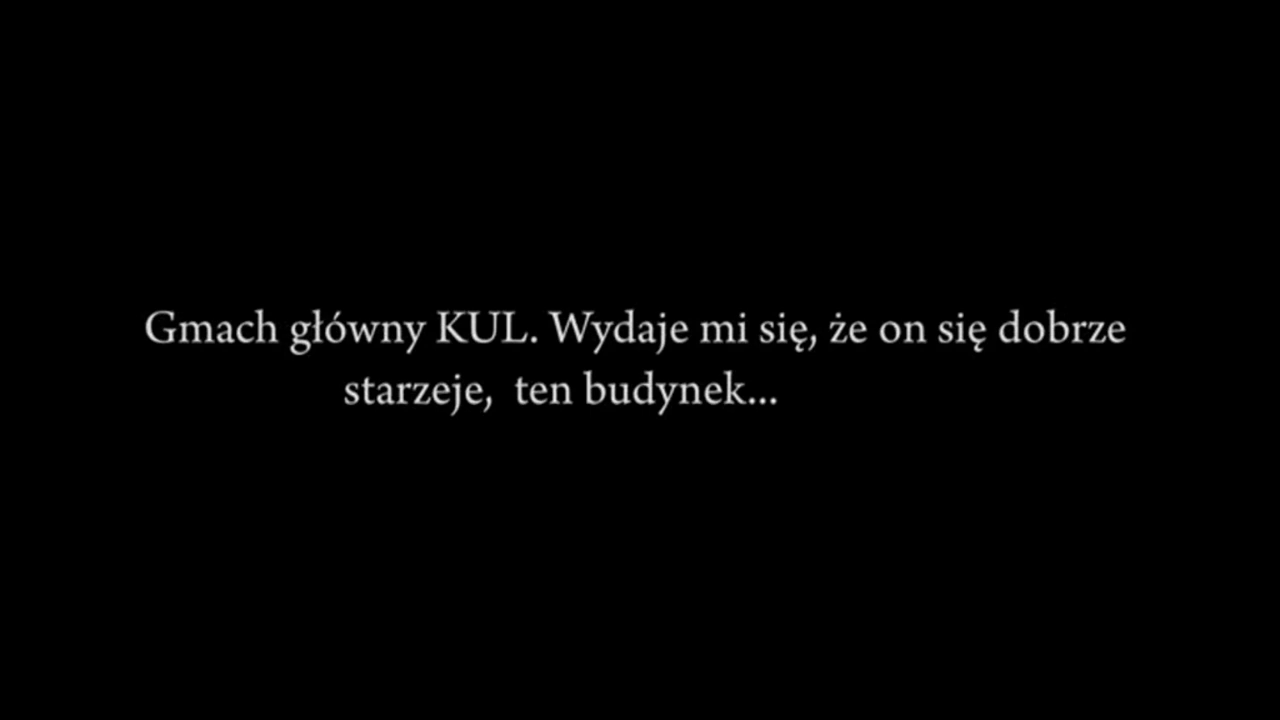 Gmach główny KUL. Wydaje mi się, że on się dobrze
starzeje,  ten budynek...